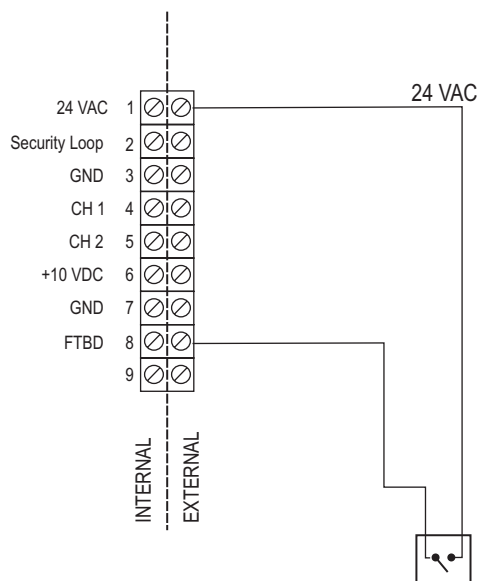 24 VAC
24 VAC 1
Security Loop 2
GND 3
CH 1 4
CH 2 5
+10 VDC 6
GND 7
FTBD 8
9
INTERNAL
EXTERNAL